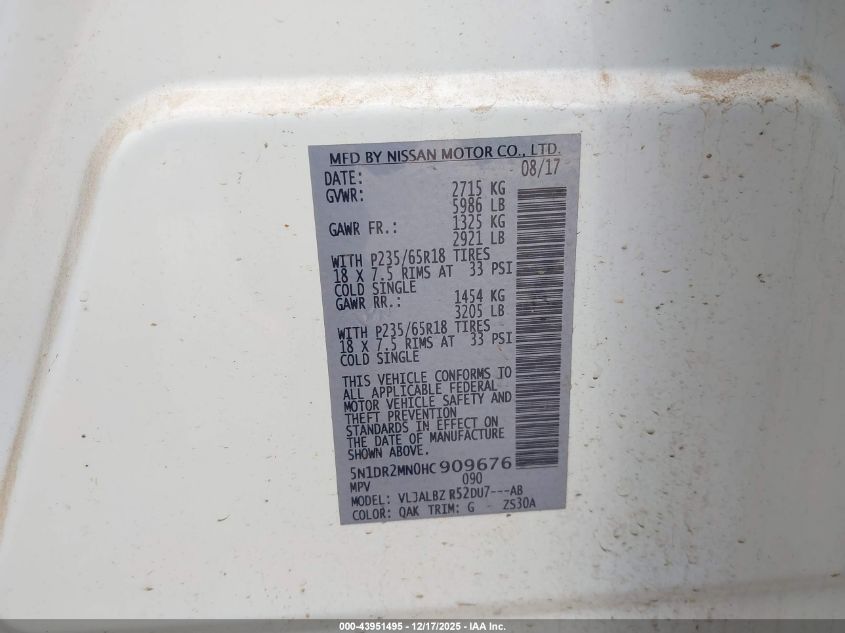 MFD BY NISSAN MOTOR CO., LTD.
DATE: 08/17
GVWR: 2715 KG
5986 LB
GAWR FR.: 1325 KG
2921 LB
WITH P235/65R18 TIRES
18 X 7.5 RIMS AT 33 PSI
COLD SINGLE
GAWR RR.: 1454 KG
3205 LB
WITH P235/65R18 TIRES
18 X 7.5 RIMS AT 33 PSI
COLD SINGLE
THIS VEHICLE CONFORMS TO
ALL APPLICABLE FEDERAL
MOTOR VEHICLE SAFETY AND
THEFT PREVENTION
STANDARDS IN EFFECT ON
THE DATE OF MANUFACTURE
SHOWN ABOVE.
5N1DR2MN0HC909676
MPV 090
MODEL: VLJALBZ R52DU7---AB
COLOR: QAK TRIM: G - ZS30A
000-43951495 - 12/17/2025 - IAA Inc.